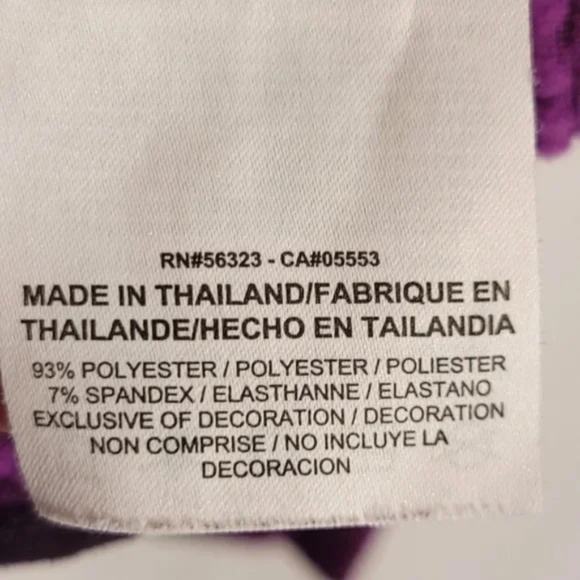 RN#56323 - CA#05553
MADE IN THAILAND/FABRIQUE EN
THAILANDE/HECHO EN TAILANDIA
93% POLYESTER / POLYESTER / POLIESTER
7% SPANDEX / ELASTHANNE / ELASTANO
EXCLUSIVE OF DECORATION / DECORATION
NON COMPRISE / NO INCLUYE LA
DECORACION